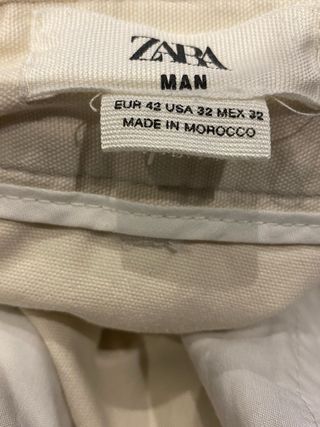 ZARA
MAN
EUR 42 USA 32 MEX 32
MADE IN MOROCCO